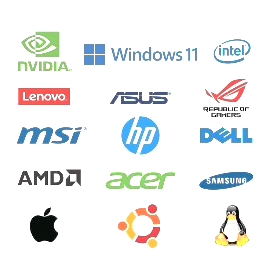 NVIDIA.
Windows 11
intel
Lenovo
ASUS
REPUBLIC OF
GAMERS
msi
hp
DELL
AMD
acer
SAMSUNG